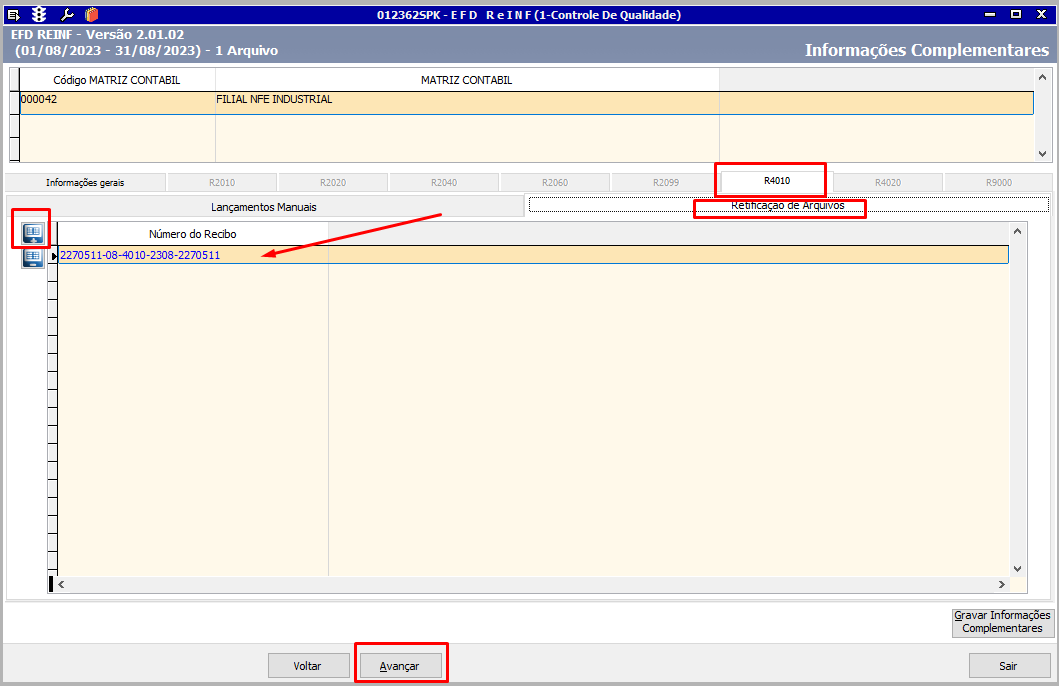 012362SPK - E F D   R e I N F (1-Controle De Qualidade)
EFD REINF - Versão 2.01.02
(01/08/2023 - 31/08/2023) - 1 Arquivo
Informações Complementares
Código MATRIZ CONTABIL   MATRIZ CONTABIL
000042   FILIAL NFE INDUSTRIAL
Informações gerais   R2010   R2020   R2040   R2060   R2099   R4010   R4020   R9000
Lançamentos Manuais   Retificação de Arquivos
Número do Recibo
2270511-08-4010-2308-2270511
Gravar Informações
Complementares
Voltar   Avançar   Sair